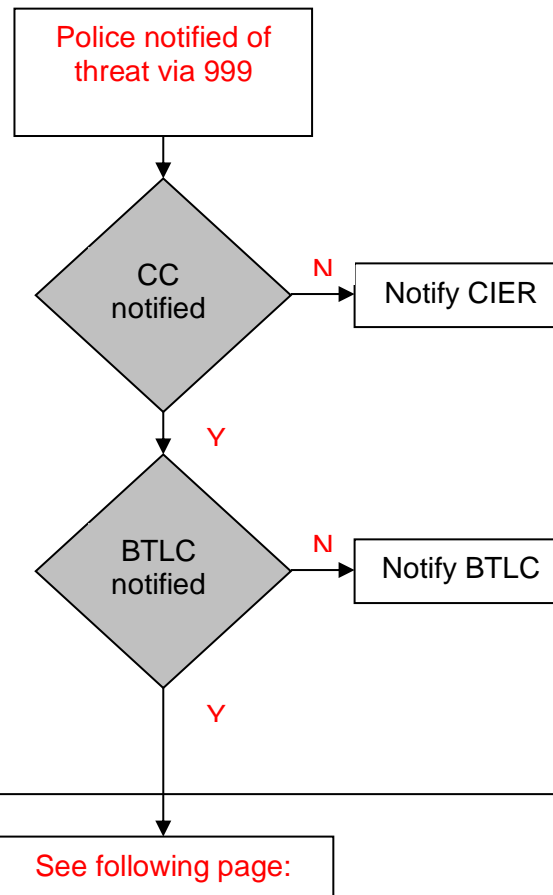 Police notified of
threat via 999
CC
notified
N
Notify CIER
Y
BTLC
notified
N
Notify BTLC
Y
See following page: